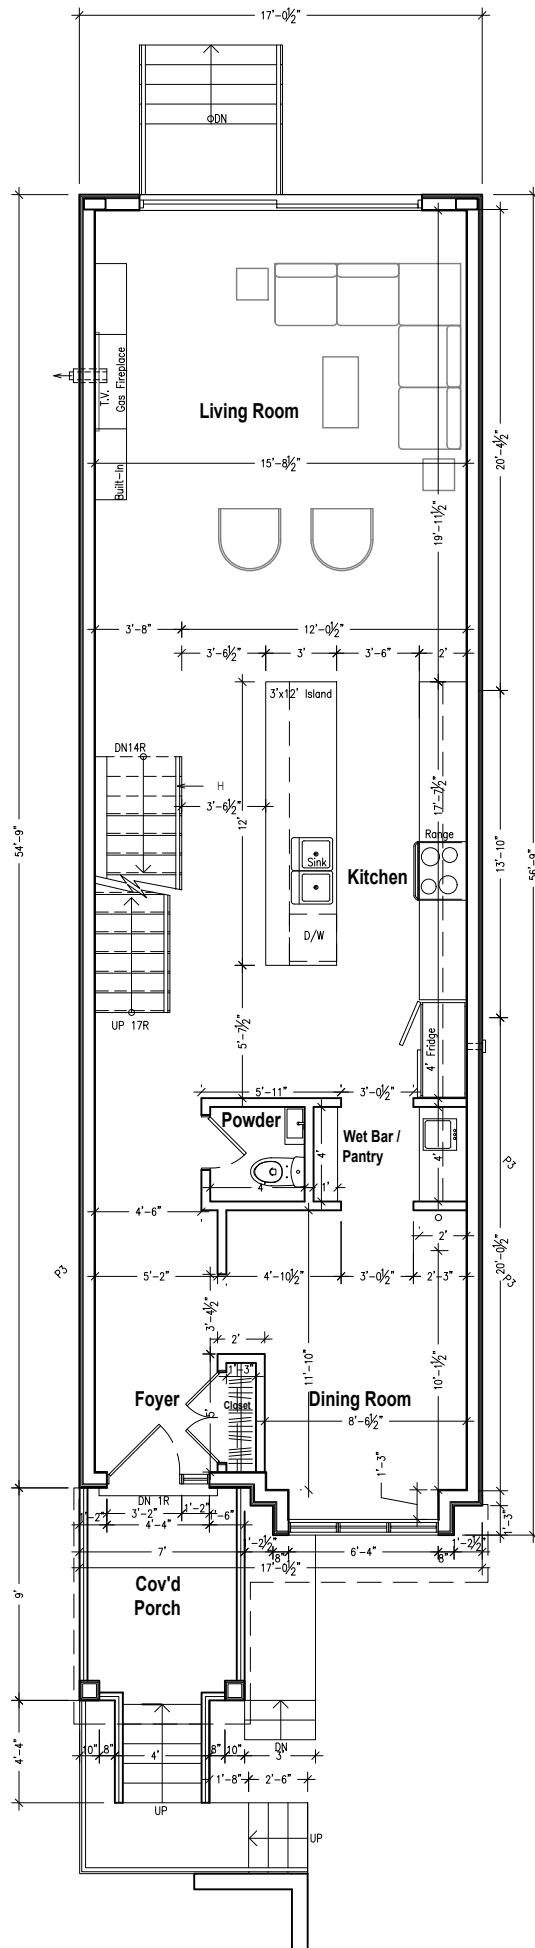 17'-0½"
DN
T.V.
Gas Fireplace
Built-In
Living Room
15'-8½"
20'-4½"
19'-11½"
3'-8"
12'-0½"
3'-6½"
3'
3'-6"
2'
3'x12' Island
DN14R
H
3'-6½"
12'
17'-7½"
54'-9"
56'-9"
13'-10"
Range
Sink
Kitchen
D/W
UP 17R
5'-7½"
4' Fridge
5'-11"
3'-0½"
Powder
Wet Bar /
Pantry
4'
4'
4'
1'
P3
4'-6"
2'
20'-0½"
P3
P3
5'-2"
4'-10½"
3'-0½"
2'-3"
3'-4½"
2'
11'-10"
10'-1½"
1'-3"
Foyer
Closet
5'
Dining Room
8'-6½"
1'-3"
DN 1R
1'-2"
3'-2"
1'-2"
4'-4"
1'-6"
1'-3"
7'
1'-2½"
8"
6'-4"
8"
1'-2½"
17'-0½"
9'
Cov'd
Porch
4'-4"
10"
8"
4'
8"
10"
3'
DN
1'-8"
2'-6"
UP
UP